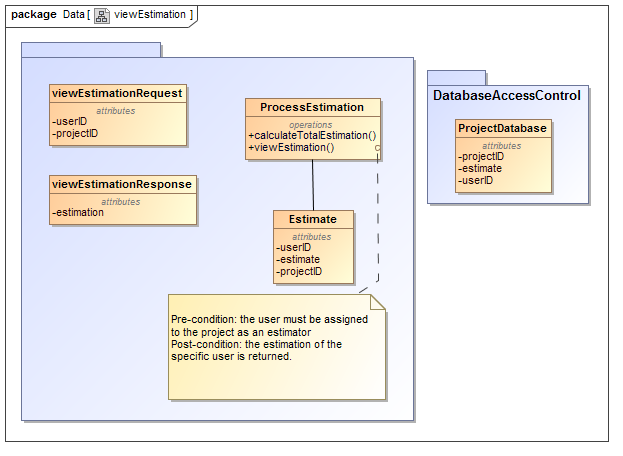 package Data [ viewEstimation ]
viewEstimationRequest
attributes
-userID
-projectID
viewEstimationResponse
attributes
-estimation
ProcessEstimation
operations
+calculateTotalEstimation()
+viewEstimation()
Estimate
attributes
-userID
-estimate
-projectID
Pre-condition: the user must be assigned
to the project as an estimator
Post-condition: the estimation of the
specific user is returned.
DatabaseAccessControl
ProjectDatabase
attributes
-projectID
-estimate
-userID